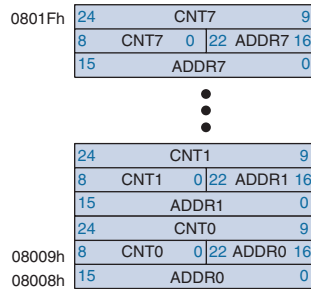 0801Fh 24 CNT7 9
8 CNT7 0 22 ADDR7 16
15 ADDR7 0
24 CNT1 9
8 CNT1 0 22 ADDR1 16
15 ADDR1 0
24 CNT0 9
08009h 8 CNT0 0 22 ADDR0 16
08008h 15 ADDR0 0